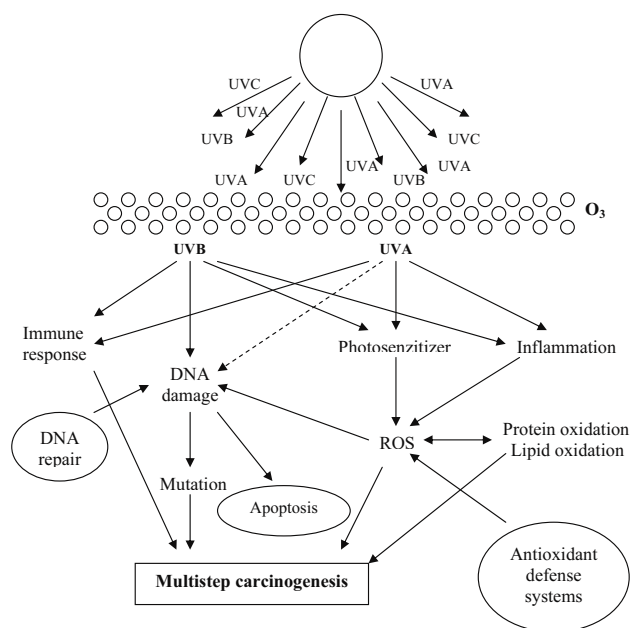 UVC
UVA
UVA
UVB
UVC
UVA
UVC
UVA
UVB
UVA
O3
UVB
UVA
Immune
response
Photosenzitizer
Inflammation
DNA
damage
DNA
repair
ROS
Protein oxidation
Lipid oxidation
Mutation
Apoptosis
Multistep carcinogenesis
Antioxidant
defense
systems